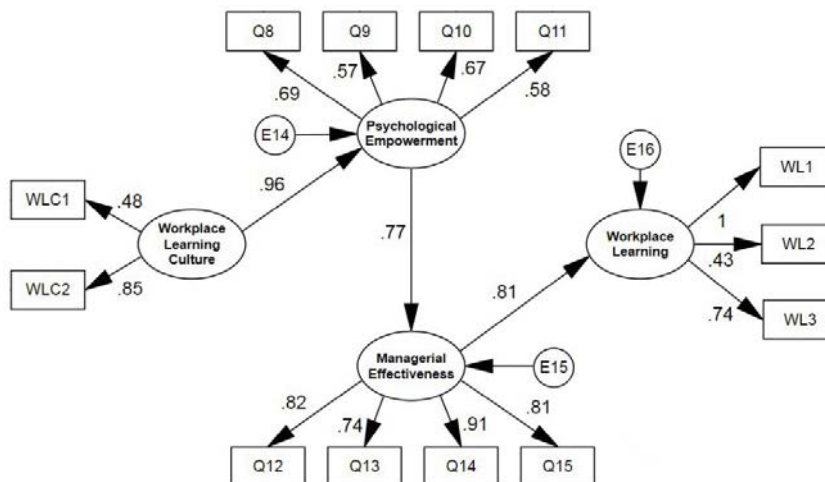 Q8
Q9
Q10
Q11
.69
.57
.67
.58
E14
Psychological
Empowerment
E16
WL1
WLC1
.48
.96
Workplace
Learning
Culture
.77
Workplace
Learning
1
WL2
.43
WLC2
.85
.81
.74
WL3
Managerial
Effectiveness
E15
.82
.74
.91
.81
Q12
Q13
Q14
Q15